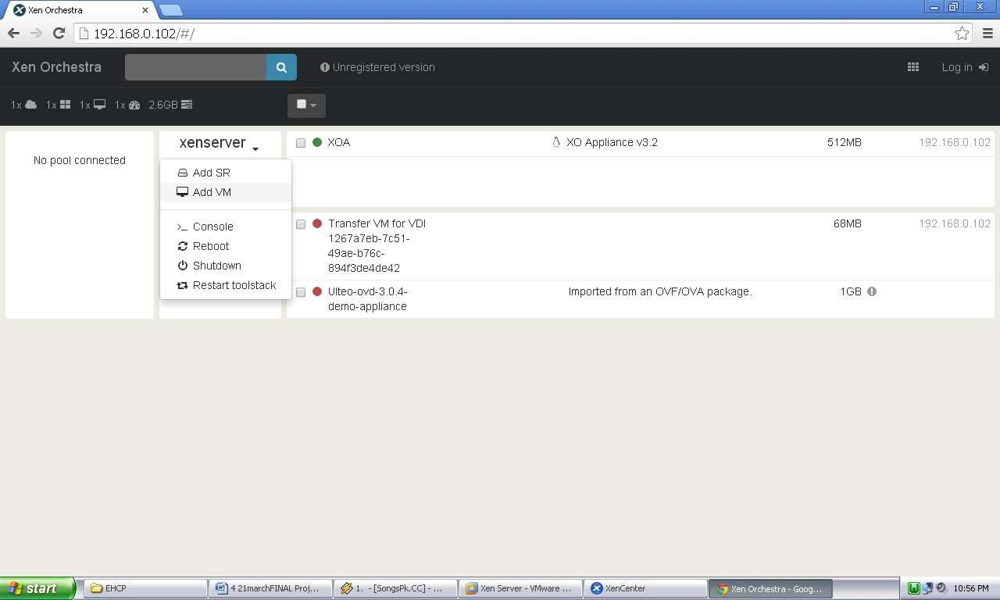 Xen Orchestra
192.168.0.102/#/
Xen Orchestra
Unregistered version
Log in
1x 1x 1x 1x 2.6GB
No pool connected
xenserver
Add SR
Add VM
Console
Reboot
Shutdown
Restart toolstack
XOA XO Appliance v3.2 512MB 192.168.0.102
Transfer VM for VDI 68MB 192.168.0.102
1267a7eb-7c51-
49ae-b76c-
894f3de4de42
Ulteo-ovd-3.0.4- Imported from an OVF/OVA package. 1GB
demo-appliance
start
EHCP
4 21marchFINAL Proj...
1. - [SongsPk.CC] - ...
Xen Server - VMware ...
XenCenter
Xen Orchestra - Goog...
10:56 PM